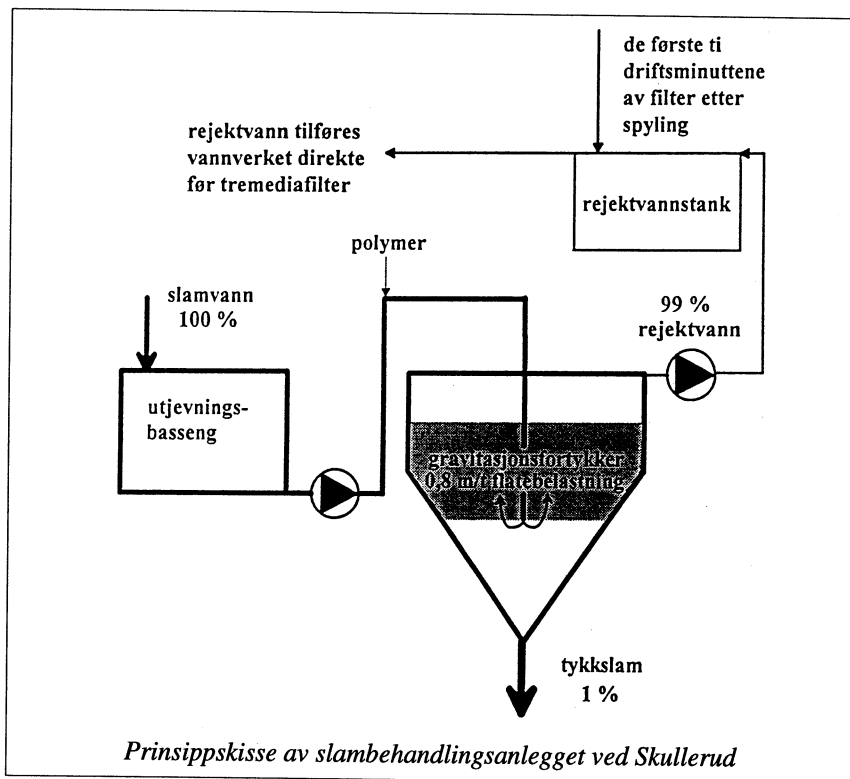 de første ti
driftsminuttene
av filter etter
spyling
rejektvann tilføres
vannverket direkte
før tremediafilter
rejektvannstank
polymer
slamvann
100 %
99 %
rejektvann
utjevnings-
basseng
gravitasjonsfortykker
0,8 m/t flatebelastning
tykkslam
1 %
Prinsippskisse av slambehandlingsanlegget ved Skullerud